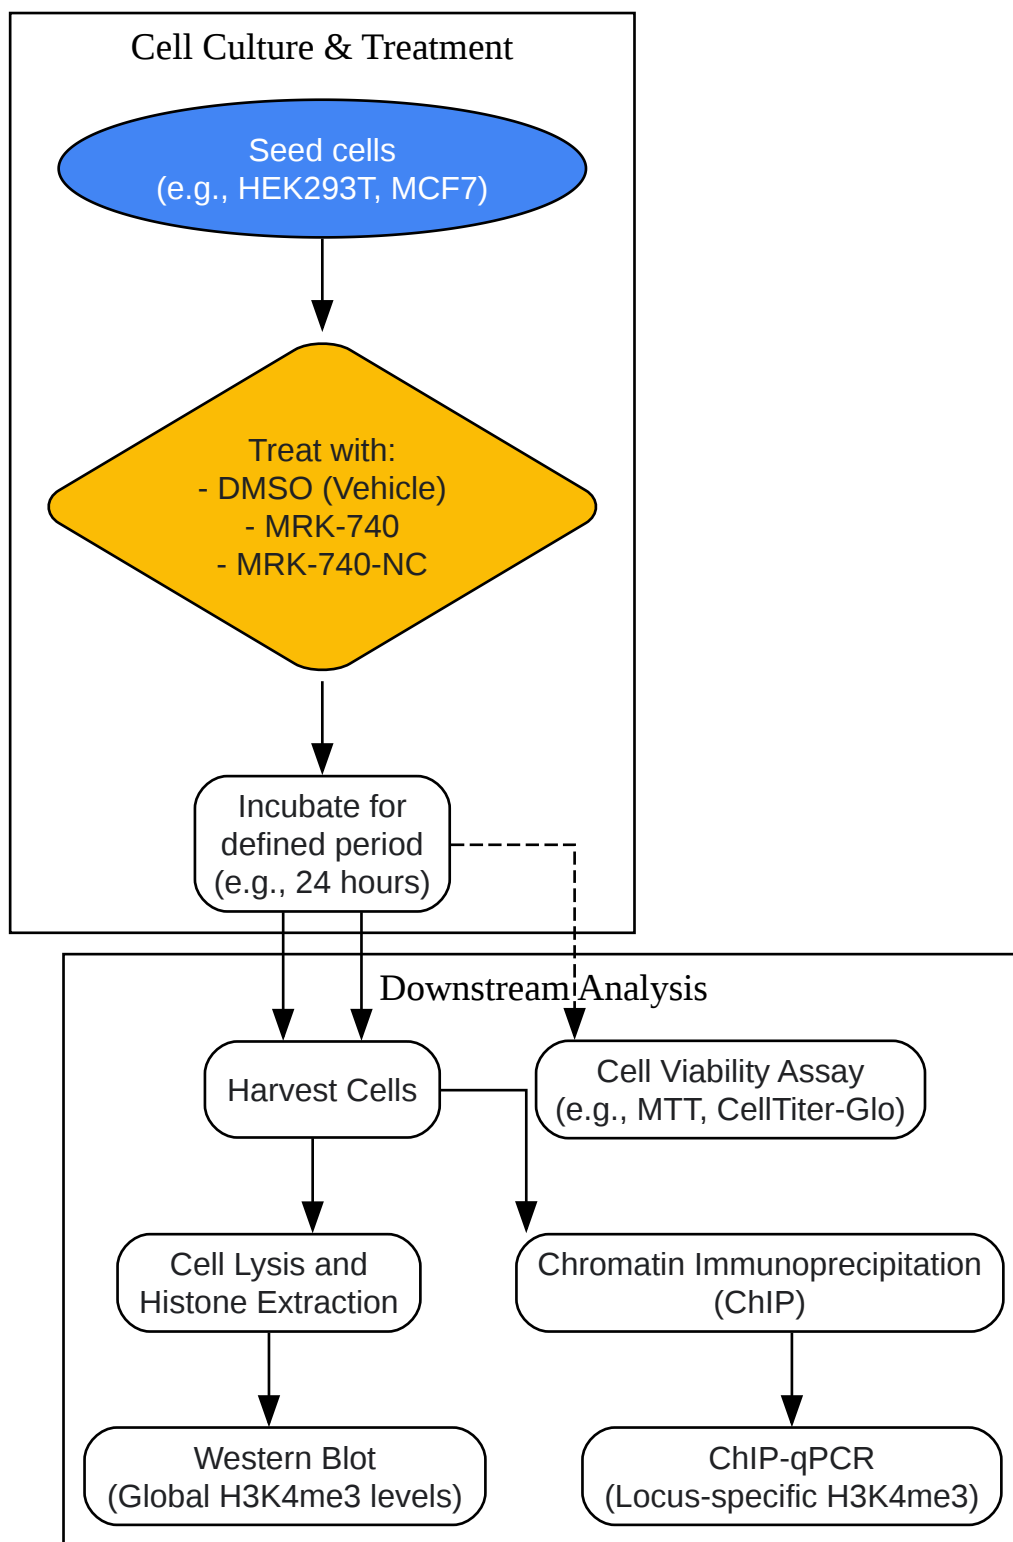 Cell Culture & Treatment
Seed cells
(e.g., HEK293T, MCF7)
Treat with:
- DMSO (Vehicle)
- MRK-740
- MRK-740-NC
Incubate for
defined period
(e.g., 24 hours)
Downstream Analysis
Harvest Cells
Cell Viability Assay
(e.g., MTT, CellTiter-Glo)
Cell Lysis and
Histone Extraction
Chromatin Immunoprecipitation
(ChIP)
Western Blot
(Global H3K4me3 levels)
ChIP-qPCR
(Locus-specific H3K4me3)